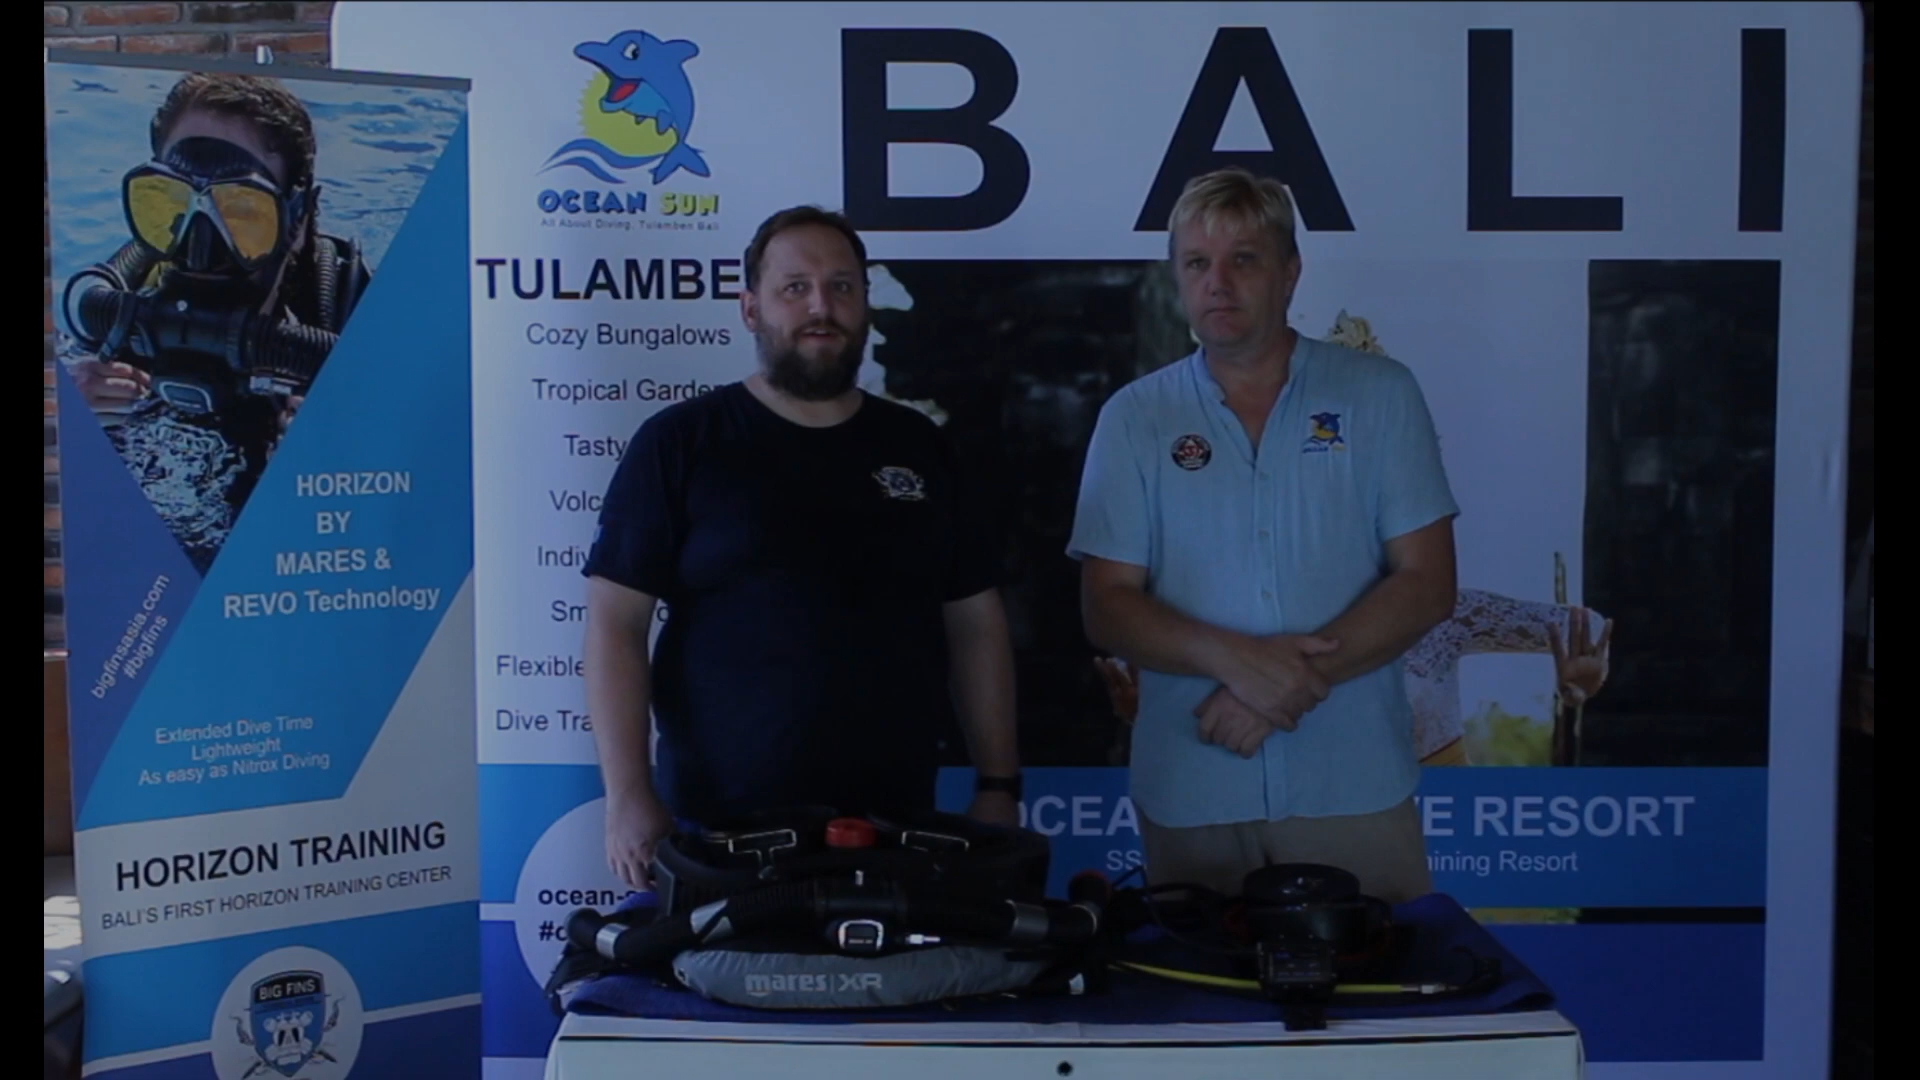 HORIZON
BY
MARES &
REVO Technology
bigfinsasia.com
#bigfins
Extended Dive Time
Lightweight
As easy as Nitrox Diving
HORIZON TRAINING
BALI'S FIRST HORIZON TRAINING CENTER
BIG FINS
OCEAN SUN
All About Diving, Tulamben Bali
BALI
TULAMBE
Cozy Bungalows
Tropical Garde
Tasty
Volc
Indiv
Sm
Flexible
Dive Tra
ocean-s
OCEA VE RESORT
SS aining Resort
OCEAN
mares|XR